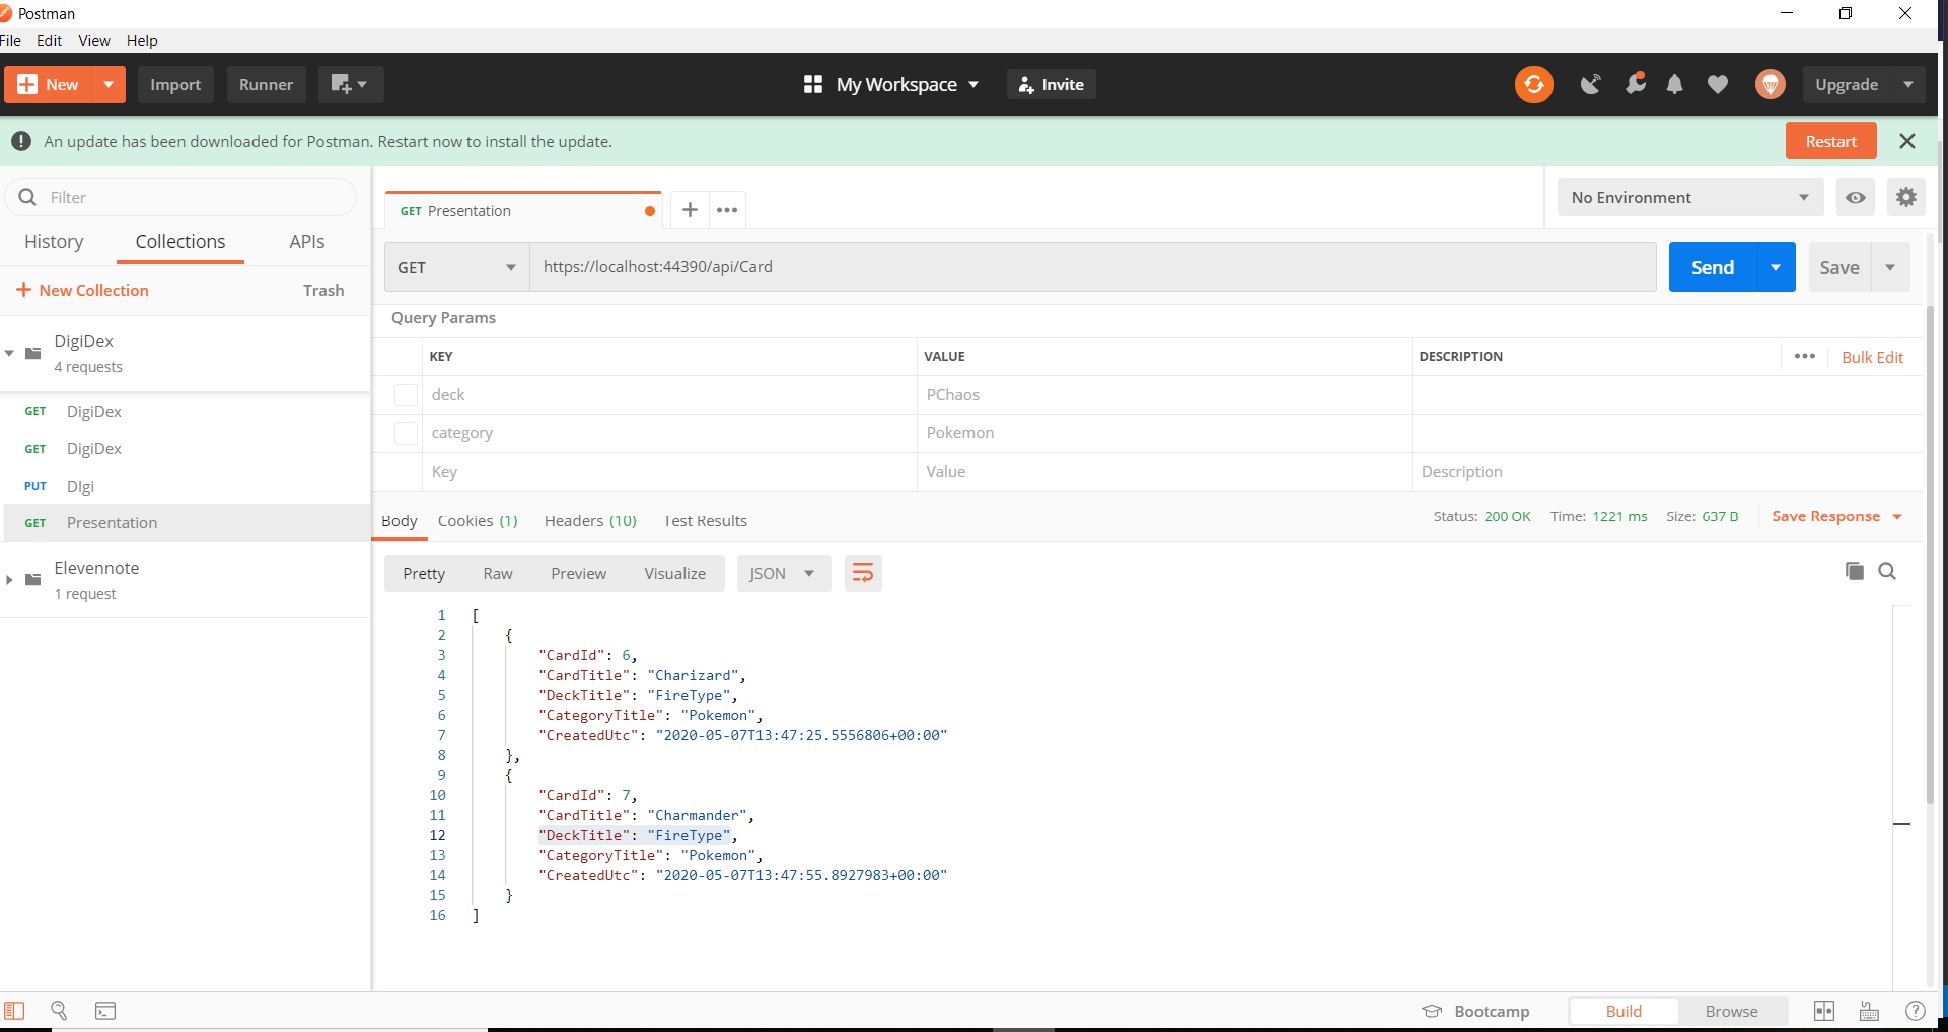 Postman
File Edit View Help
New Import Runner My Workspace Invite Upgrade
An update has been downloaded for Postman. Restart now to install the update. Restart
Filter
History Collections APIs
New Collection Trash
DigiDex
4 requests
GET DigiDex
GET DigiDex
PUT DIgi
GET Presentation
Elevennote
1 request
GET Presentation
No Environment
GET https://localhost:44390/api/Card Send Save
Query Params
KEY VALUE DESCRIPTION Bulk Edit
deck PChaos
category Pokemon
Key Value Description
Body Cookies (1) Headers (10) Test Results Status: 200 OK Time: 1221 ms Size: 637 B Save Response
Pretty Raw Preview Visualize JSON
1 [
2 {
3 "CardId": 6,
4 "CardTitle": "Charizard",
5 "DeckTitle": "FireType",
6 "CategoryTitle": "Pokemon",
7 "CreatedUtc": "2020-05-07T13:47:25.5556806+00:00"
8 },
9 {
10 "CardId": 7,
11 "CardTitle": "Charmander",
12 "DeckTitle": "FireType",
13 "CategoryTitle": "Pokemon",
14 "CreatedUtc": "2020-05-07T13:47:55.8927983+00:00"
15 }
16 ]
Bootcamp Build Browse